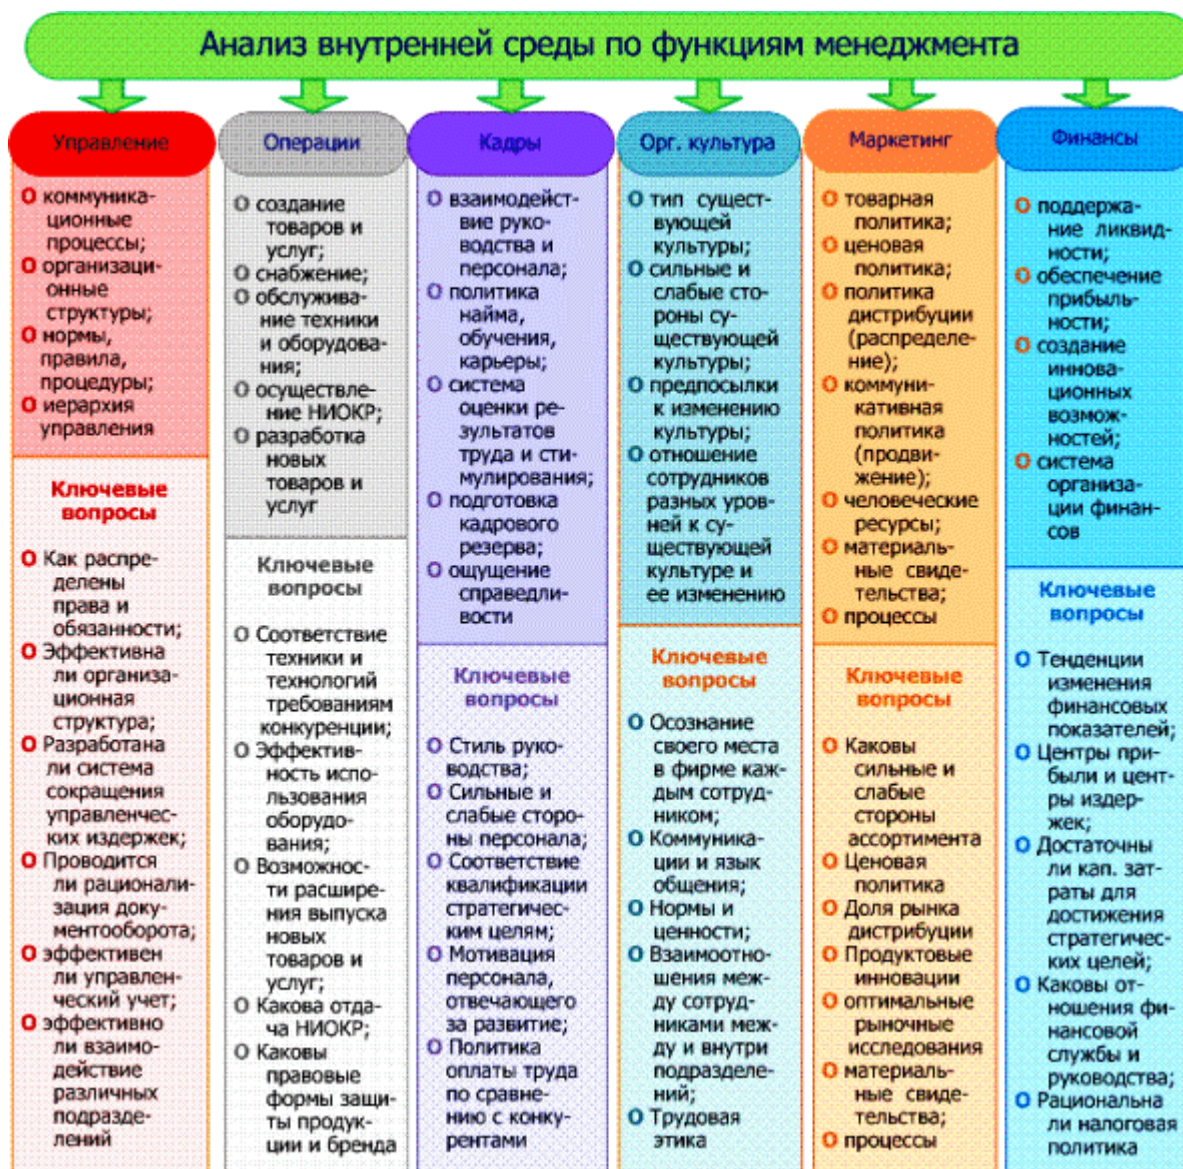 Анализ внутренней среды по функциям менеджмента
Управление
коммуника-
ционные
процессы;
организаци-
онные
структуры;
нормы,
правила,
процедуры;
иерархия
управления
Ключевые
вопросы
Как распре-
делены
права и
обязанности;
Эффективна
ли организа-
ционная
структура;
Разработана
ли система
сокращения
управленчес-
ких издержек;
Проводится
ли рационали-
зация доку-
ментооборота;
эффективен
ли управлен-
ческий учет;
эффективно
ли взаимо-
действие
различных
подразде-
лений
Операции
создание
товаров и
услуг;
снабжение;
обслужива-
ние техники
и оборудова-
ния;
осуществле-
ние НИОКР;
разработка
новых
товаров и
услуг
Ключевые
вопросы
Соответствие
техники и
технологий
требованиям
конкуренции;
Эффектив-
ность испо-
льзования
оборудо-
вания;
Возможнос-
ти расшире-
ния выпуска
новых
товаров и
услуг;
Какова отда-
ча НИОКР;
Каковы
правовые
формы защи-
ты продук-
ции и бренда
Кадры
взаимодейст-
вие руко-
водства и
персонала;
политика
найма,
обучения,
карьеры;
система
оценки ре-
зультатов
труда и сти-
мулирования;
подготовка
кадрового
резерва;
ощущение
справедли-
вости
Ключевые
вопросы
Стиль руко-
водства;
Сильные и
слабые сторо-
ны персонала;
Соответствие
квалификации
стратегичес-
ким целям;
Мотивация
персонала,
отвечающего
за развитие;
Политика
оплаты труда
по сравне-
нию с конку-
рентами
Орг. культура
тип сущест-
вующей
культуры;
сильные и
слабые сто-
роны су-
ществующей
культуры;
предпосылки
к изменению
культуры;
отношение
сотрудников
разных уров-
ней к су-
ществующей
культуре и
ее изменению
Ключевые
вопросы
Осознание
своего места
в фирме каж-
дым сотруд-
ником;
Коммуника-
ции и язык
общения;
Нормы и
ценности;
Взаимоотно-
шения меж-
ду сотруд-
никами меж-
ду и внутри
подразделе-
ний;
Трудовая
этика
Маркетинг
товарная
политика;
ценовая
политика;
политика
дистрибуции
(распределе-
ние);
коммуни-
кативная
политика
(продви-
жение);
человеческие
ресурсы;
материаль-
ные свиде-
тельства;
процессы
Ключевые
вопросы
Каковы
сильные и
слабые
стороны
ассортимента
Ценовая
политика
Доля рынка
дистрибуции
Продуктовые
инновации
оптимальные
рыночные
исследования
материаль-
ные свиде-
тельства;
процессы
Финансы
поддержа-
ние ликвид-
ности;
обеспечение
прибыль-
ности;
создание
иннова-
ционных
возмож-
ностей;
система
организа-
ции финан-
сов
Ключевые
вопросы
Тенденции
изменения
финансовых
показателей;
Центры при-
были и цент-
ры издер-
жек;
Достаточны
ли кап. зат-
раты для
достижения
стратегичес-
ких целей;
Каковы от-
ношения фи-
нансовой
службы и
руководства;
Рациональна
ли налоговая
политика